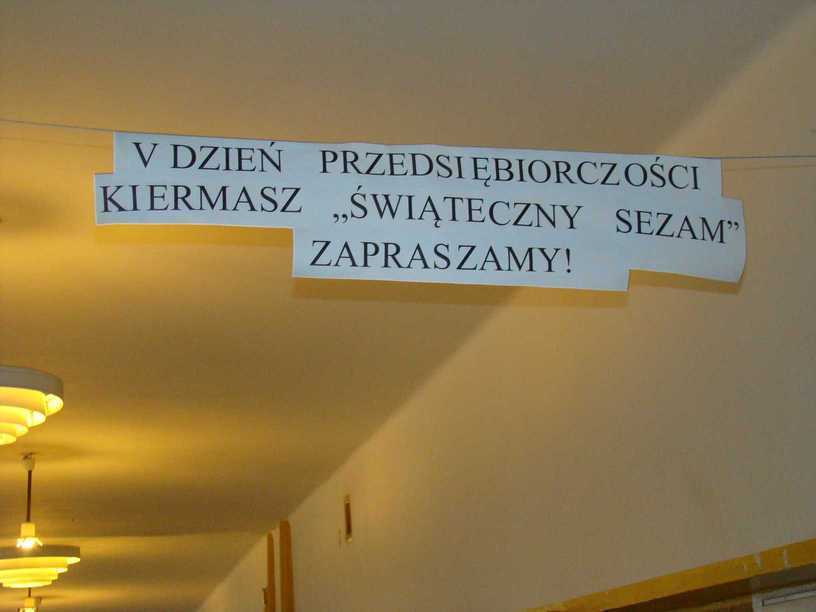 V DZIEŃ PRZEDSIĘBIORCZOŚCI
KIERMASZ „ŚWIĄTECZNY SEZAM”
ZAPRASZAMY!